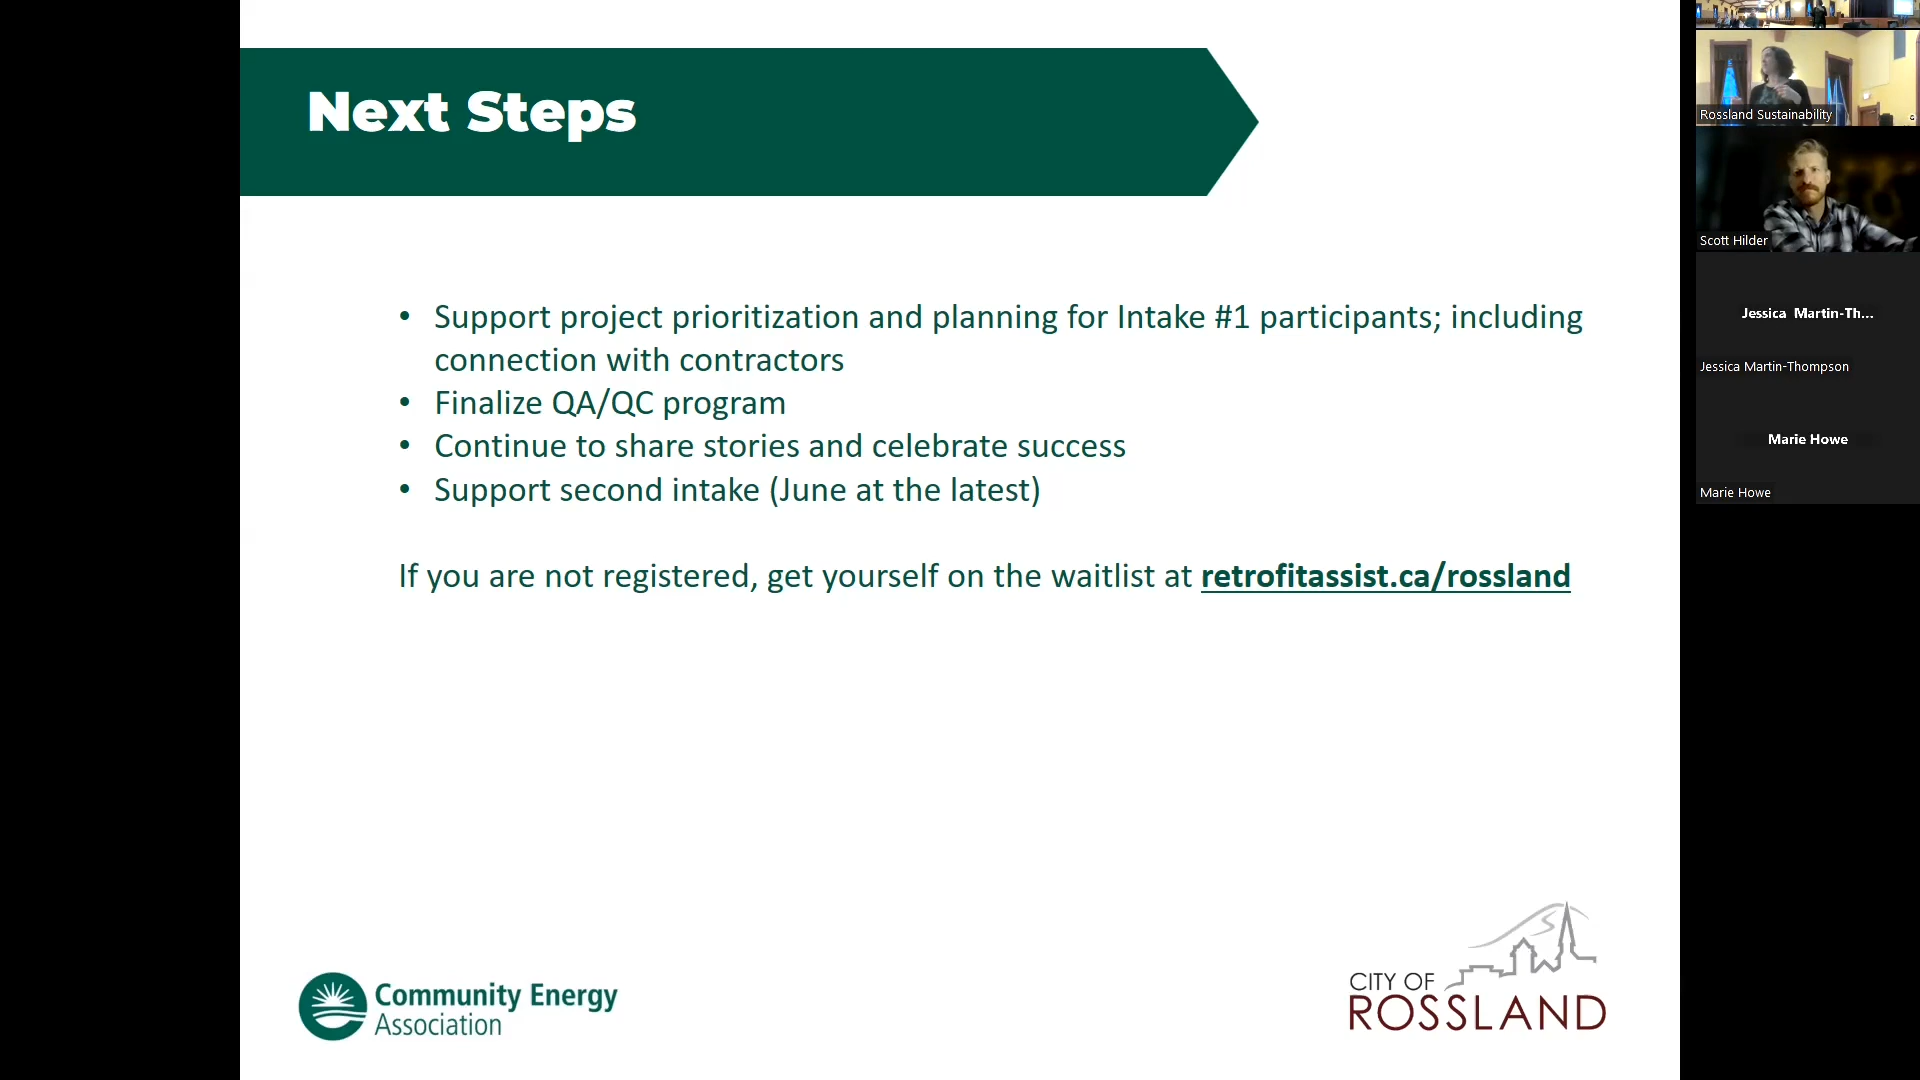 Next Steps
• Support project prioritization and planning for Intake #1 participants; including
connection with contractors
• Finalize QA/QC program
• Continue to share stories and celebrate success
• Support second intake (June at the latest)
If you are not registered, get yourself on the waitlist at retrofitassist.ca/rossland
Community Energy
Association
CITY OF
ROSSLAND
Rossland Sustainability
Scott Hilder
Jessica Martin-Th...
Jessica Martin-Thompson
Marie Howe
Marie Howe